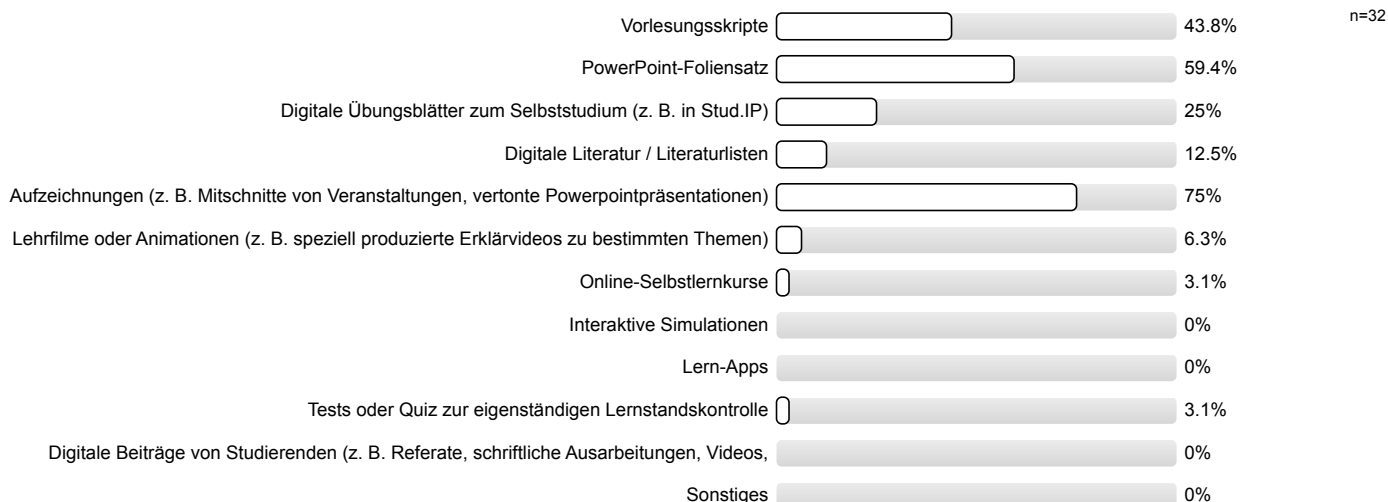 n=32
Vorlesungsskripte 43.8%
PowerPoint-Foliensatz 59.4%
Digitale Übungsblätter zum Selbststudium (z. B. in Stud.IP) 25%
Digitale Literatur / Literaturlisten 12.5%
Aufzeichnungen (z. B. Mitschnitte von Veranstaltungen, vertonte Powerpointpräsentationen) 75%
Lehrfilme oder Animationen (z. B. speziell produzierte Erklärvideos zu bestimmten Themen) 6.3%
Online-Selbstlernkurse 3.1%
Interaktive Simulationen 0%
Lern-Apps 0%
Tests oder Quiz zur eigenständigen Lernstandskontrolle 3.1%
Digitale Beiträge von Studierenden (z. B. Referate, schriftliche Ausarbeitungen, Videos, 0%
Sonstiges 0%